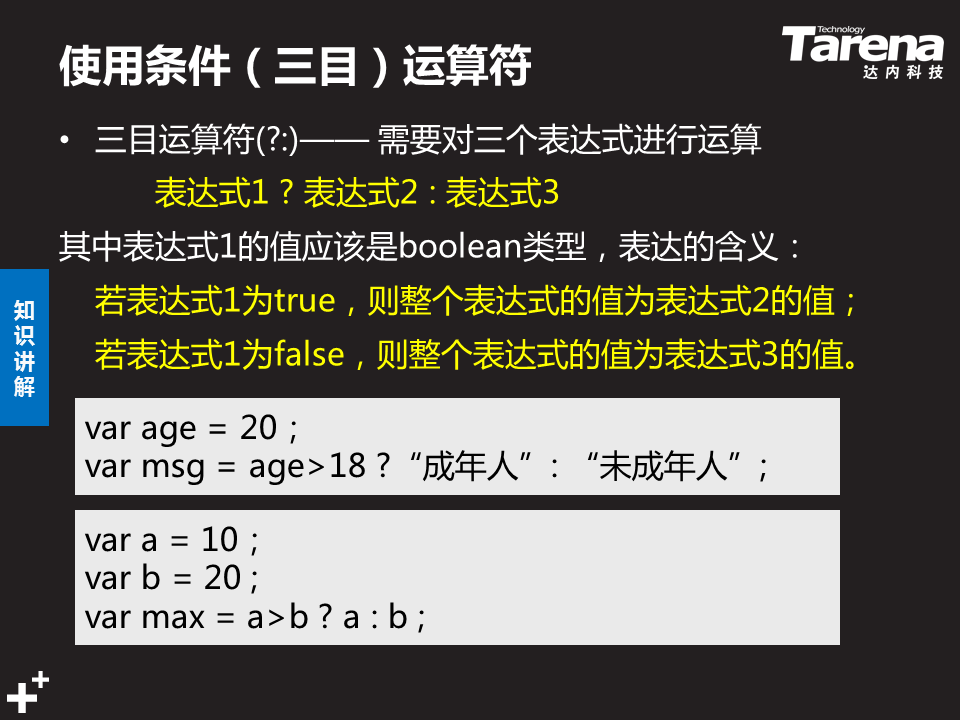 使用条件（三目）运算符
Technology
Tarena
达内科技
• 三目运算符(?:)—— 需要对三个表达式进行运算
表达式1 ? 表达式2 : 表达式3
其中表达式1的值应该是boolean类型，表达的含义：
若表达式1为true，则整个表达式的值为表达式2的值；
若表达式1为false，则整个表达式的值为表达式3的值。
知
识
讲
解
var age = 20 ;
var msg = age>18 ? “成年人” : “未成年人” ;
var a = 10 ;
var b = 20 ;
var max = a>b ? a : b ;